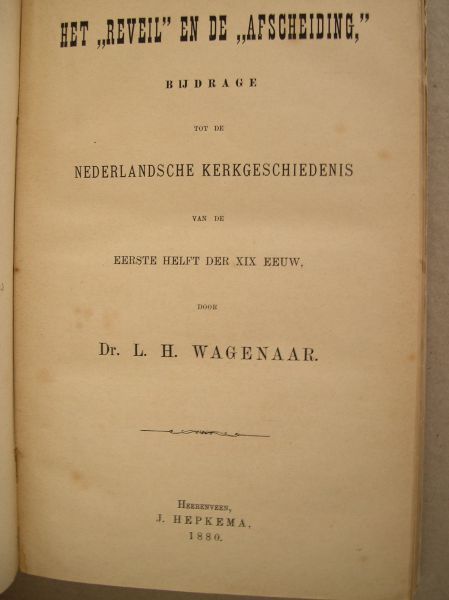 HET „REVEIL” EN DE „AFSCHEIDING,”
BIJDRAGE
TOT DE
NEDERLANDSCHE KERKGESCHIEDENIS
VAN DE
EERSTE HELFT DER XIX EEUW,
DOOR
Dr. L. H. WAGENAAR.
HEERENVEEN,
J. HEPKEMA,
1880.